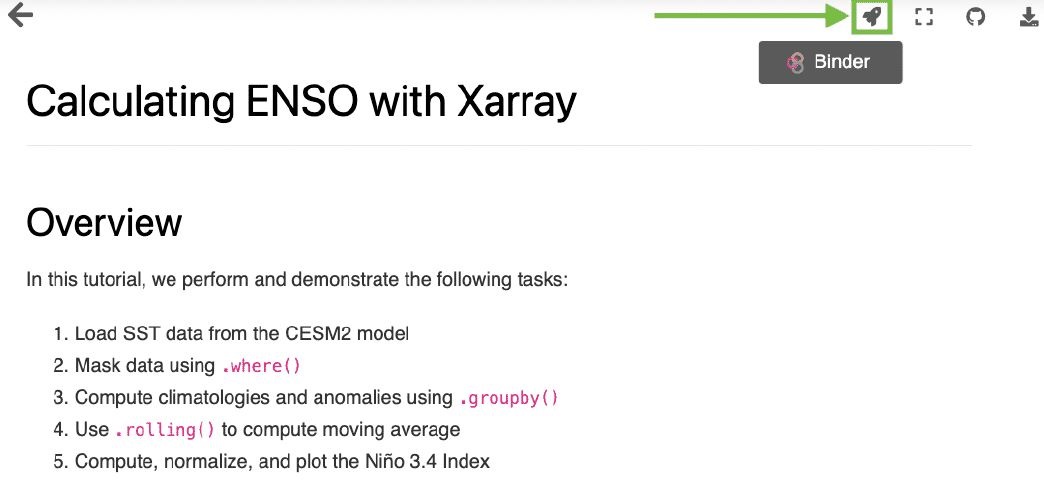 Binder
Calculating ENSO with Xarray
Overview
In this tutorial, we perform and demonstrate the following tasks:
1. Load SST data from the CESM2 model
2. Mask data using .where()
3. Compute climatologies and anomalies using .groupby()
4. Use .rolling() to compute moving average
5. Compute, normalize, and plot the Niño 3.4 Index